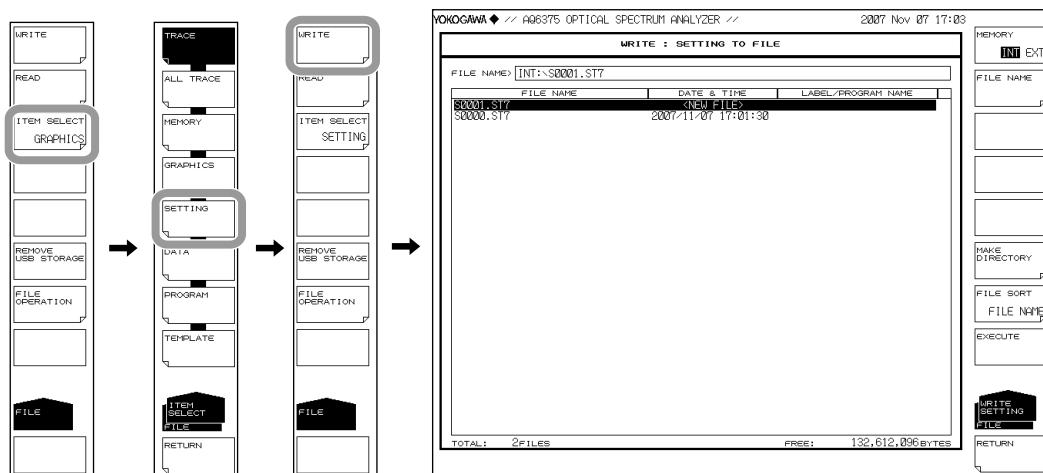 WRITE
READ
ITEM SELECT
GRAPHICS
REMOVE
USB STORAGE
FILE
OPERATION
FILE
TRACE
ALL TRACE
MEMORY
GRAPHICS
SETTING
DATA
PROGRAM
TEMPLATE
ITEM
SELECT
FILE
RETURN
WRITE
READ
ITEM SELECT
SETTING
REMOVE
USB STORAGE
FILE
OPERATION
FILE
YOKOGAWA ◆ // AQ6375 OPTICAL SPECTRUM ANALYZER // 2007 Nov 07 17:03
WRITE : SETTING TO FILE
FILE NAME> INT:\S0001.ST7
FILE NAME DATE & TIME LABEL/PROGRAM NAME
S0001.ST7 <NEW FILE>
S0000.ST7 2007/11/07 17:01:30
TOTAL: 2FILES FREE: 132,612,096BYTES
MEMORY
INT EXT
FILE NAME
MAKE
DIRECTORY
FILE SORT
FILE NAME
EXECUTE
WRITE
SETTING
FILE
RETURN